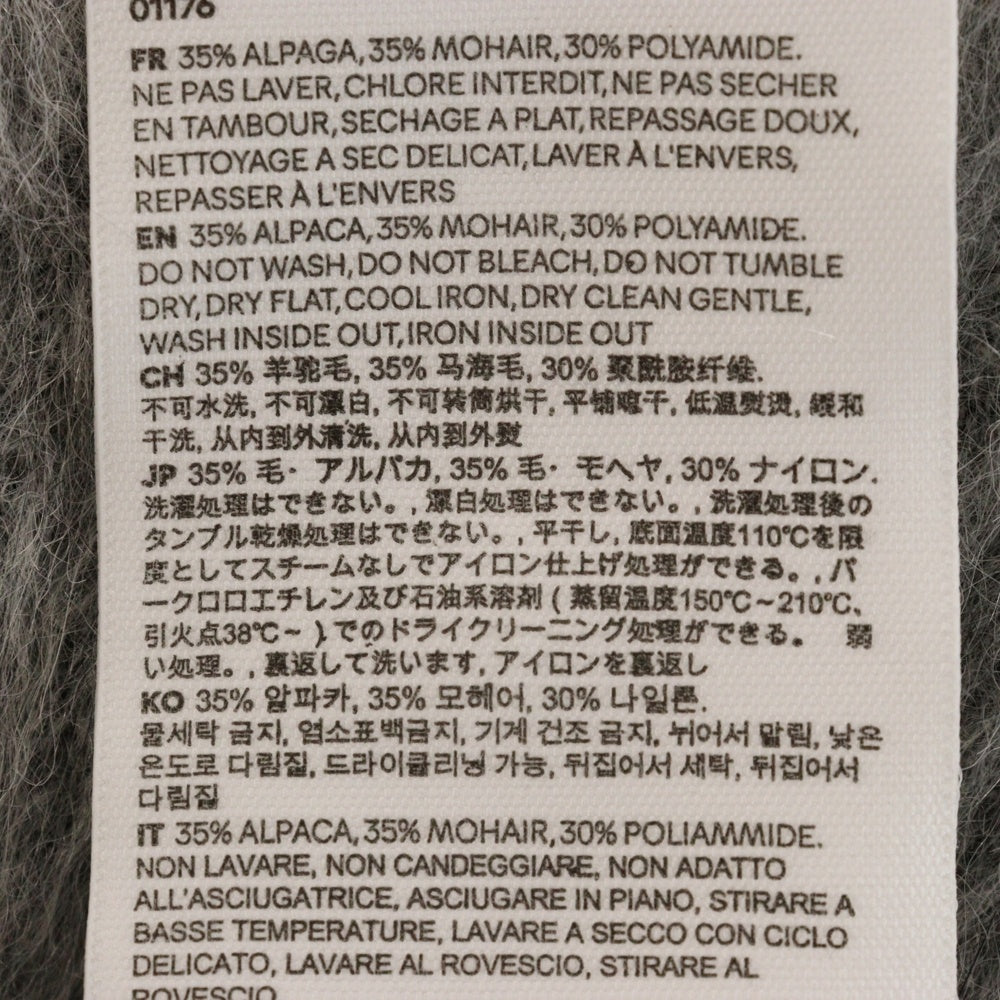 01176
FR 35% ALPAGA, 35% MOHAIR, 30% POLYAMIDE.
NE PAS LAVER, CHLORE INTERDIT, NE PAS SECHER
EN TAMBOUR, SECHAGE A PLAT, REPASSAGE DOUX,
NETTOYAGE A SEC DELICAT, LAVER À L'ENVERS,
REPASSER À L'ENVERS
EN 35% ALPACA, 35% MOHAIR, 30% POLYAMIDE.
DO NOT WASH, DO NOT BLEACH, DO NOT TUMBLE
DRY, DRY FLAT, COOL IRON, DRY CLEAN GENTLE,
WASH INSIDE OUT, IRON INSIDE OUT
CH 35% 羊驼毛, 35% 马海毛, 30% 聚酰胺纤维.
不可水洗, 不可漂白, 不可转筒烘干, 平铺晾干, 低温熨烫, 缓和
干洗, 从内到外清洗, 从内到外熨
JP 35% 毛・ アルパカ, 35% 毛・ モヘヤ, 30% ナイロン.
洗濯処理はできない。, 漂白処理はできない。, 洗濯処理後の
タンブル乾燥処理はできない。, 平干し, 底面温度110℃を限
度としてスチームなしでアイロン仕上げ処理ができる。, パ
ークロロエチレン及び石油系溶剤 ( 蒸留温度150℃~210℃、
引火点38℃~ ) でのドライクリーニング処理ができる。 弱
い処理。, 裏返して洗います, アイロンを裏返し
KO 35% 알파카, 35% 모헤어, 30% 나일론.
물세탁 금지, 염소표백금지, 기계 건조 금지, 뉘어서 말림, 낮은
온도로 다림질, 드라이클리닝 가능, 뒤집어서 세탁, 뒤집어서
다림질
IT 35% ALPACA, 35% MOHAIR, 30% POLIAMMIDE.
NON LAVARE, NON CANDEGGIARE, NON ADATTO
ALL'ASCIUGATRICE, ASCIUGARE IN PIANO, STIRARE A
BASSE TEMPERATURE, LAVARE A SECCO CON CICLO
DELICATO, LAVARE AL ROVESCIO, STIRARE AL
ROVESCIO